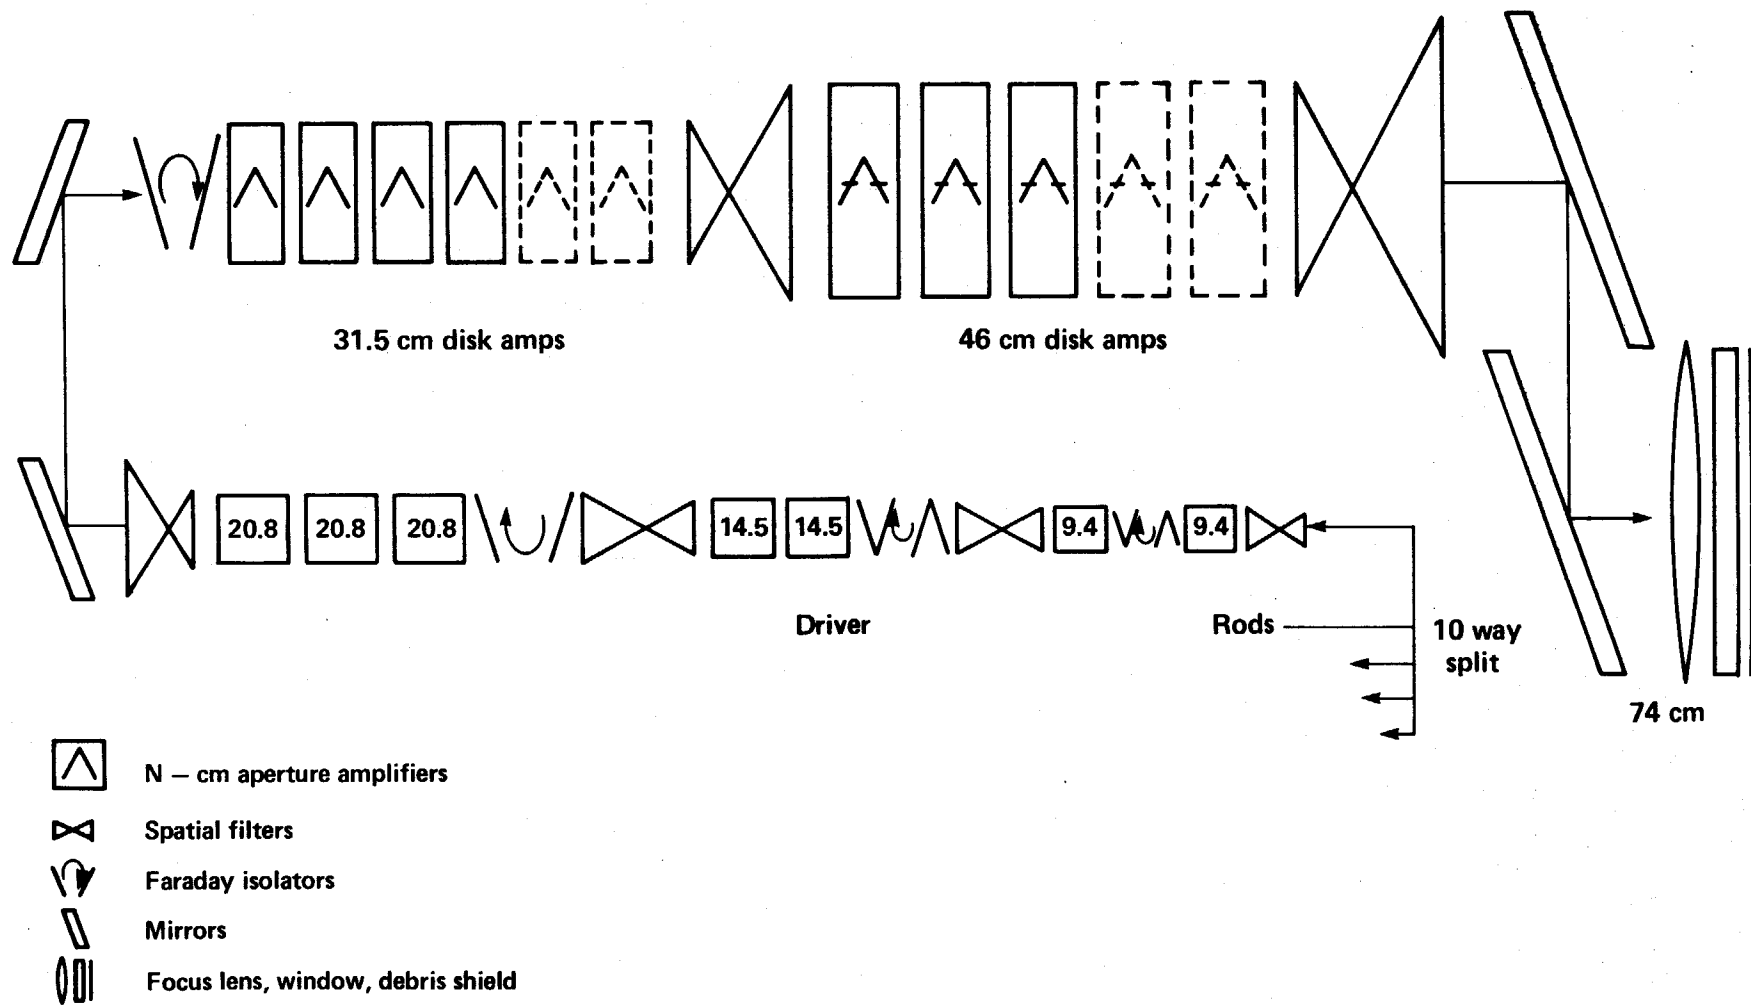 31.5 cm disk amps
46 cm disk amps
20.8
20.8
20.8
14.5
14.5
9.4
9.4
Driver
Rods
10 way
split
74 cm
N – cm aperture amplifiers
Spatial filters
Faraday isolators
Mirrors
Focus lens, window, debris shield